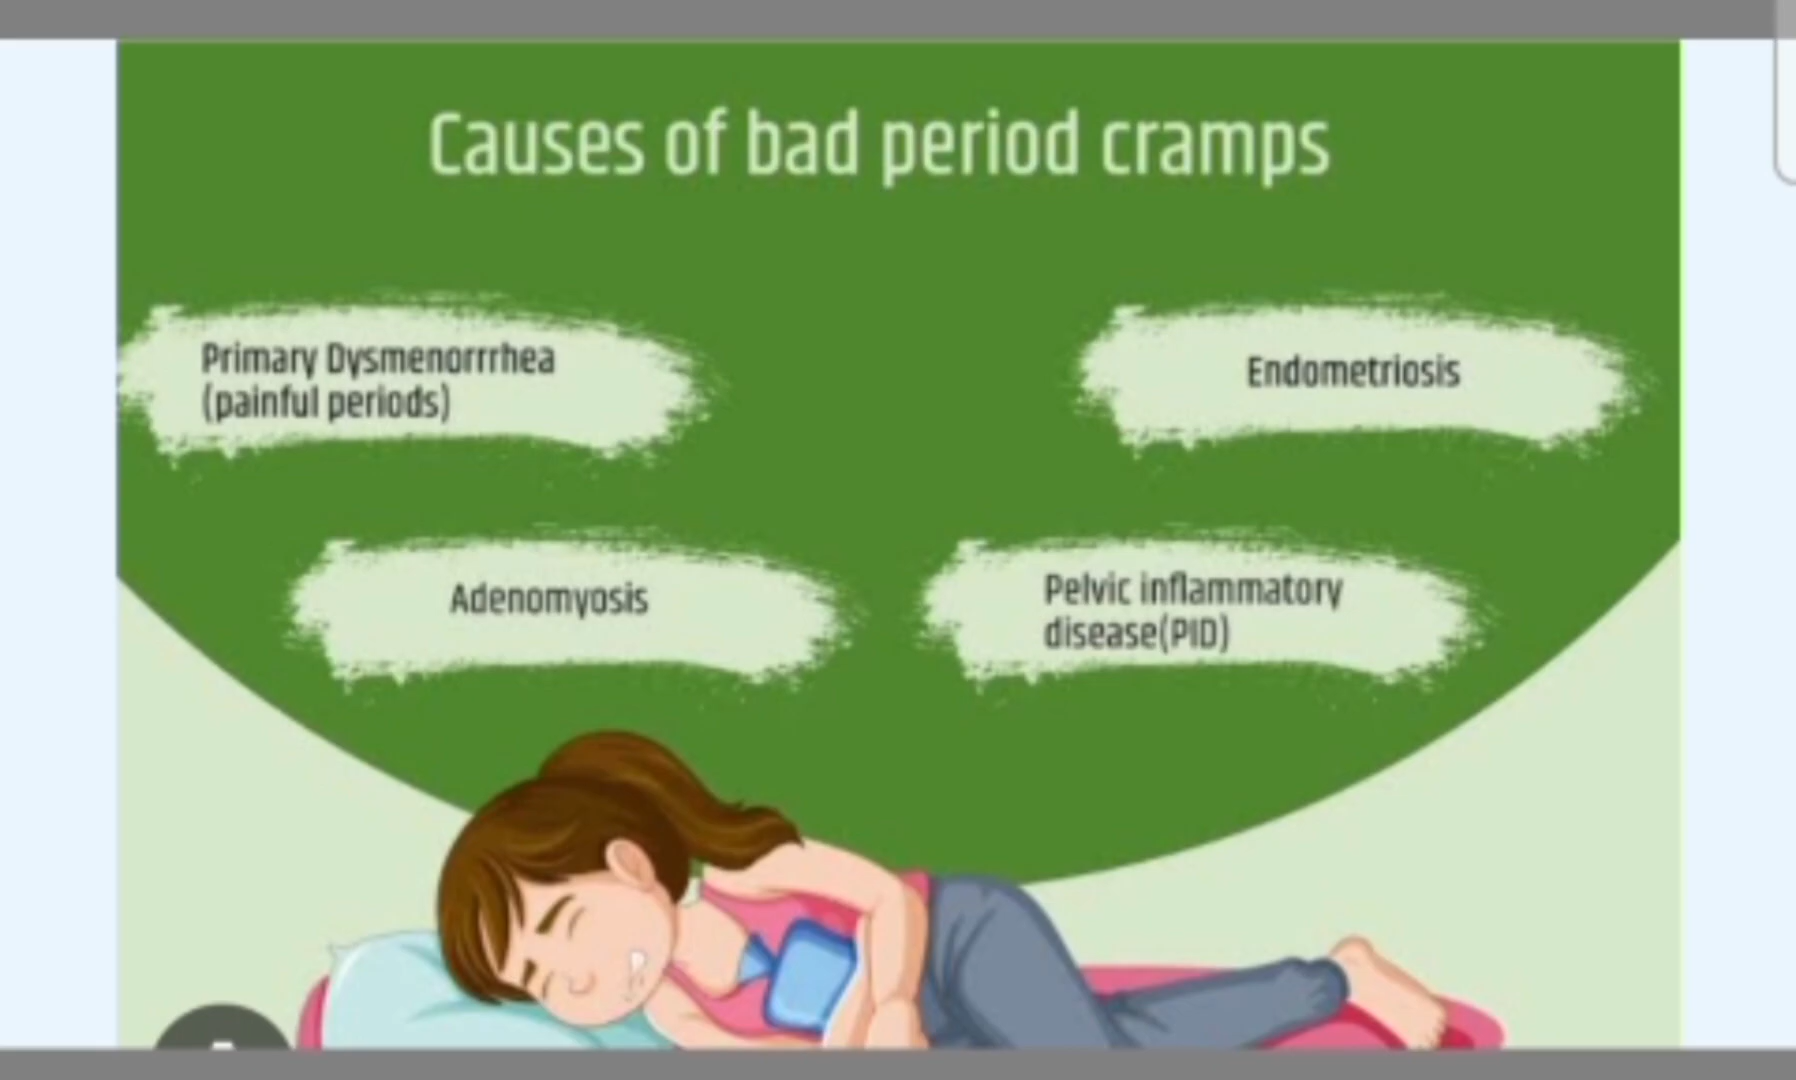 Causes of bad period cramps
Primary Dysmenorrrhea
(painful periods)
Endometriosis
Adenomyosis
Pelvic inflammatory
disease(PID)